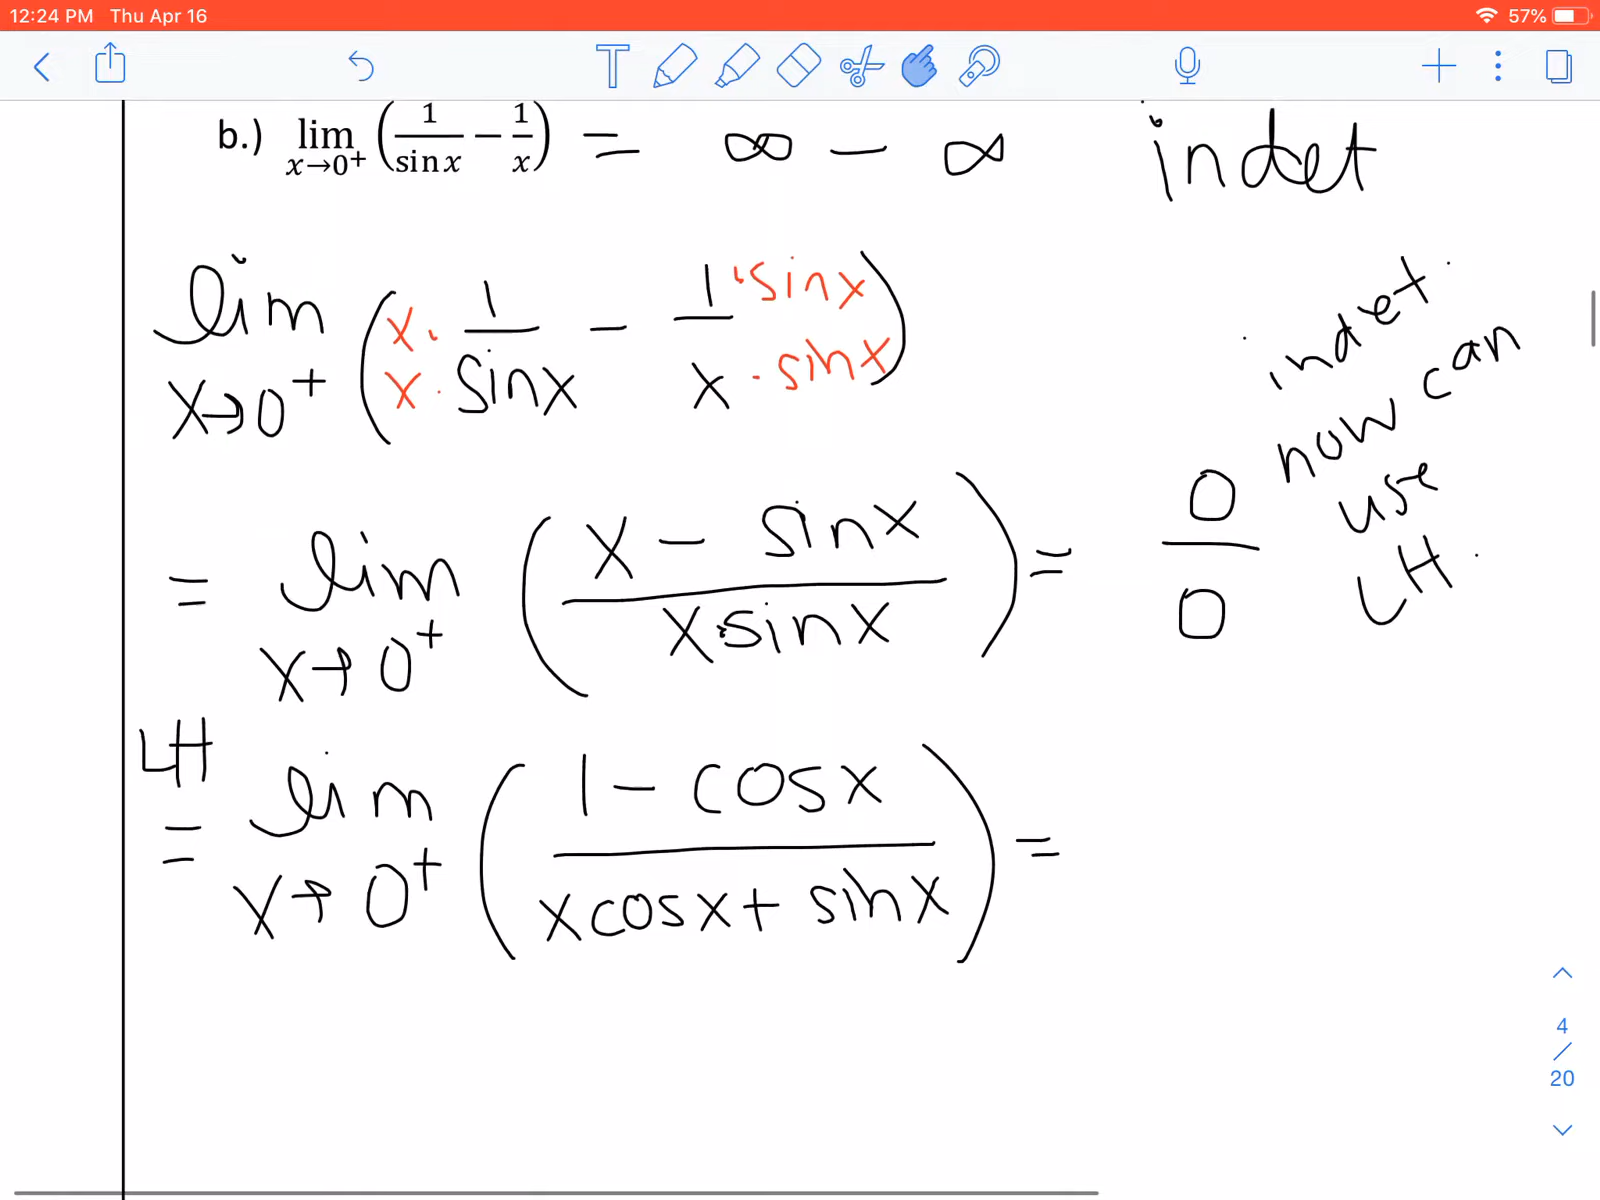 12:24 PM Thu Apr 16 57%
b.) lim x→0⁺ (1/sin x − 1/x) = ∞ − ∞ indet
lim x→0⁺ (x·1/x·sinx − 1·sinx/x·sinx)
indet.
now can
use
LH.
= lim x→0⁺ (x − sinx/x·sinx) = 0/0
LH
= lim x→0⁺ (1 − cosx/xcosx + sinx) =
4
/
20